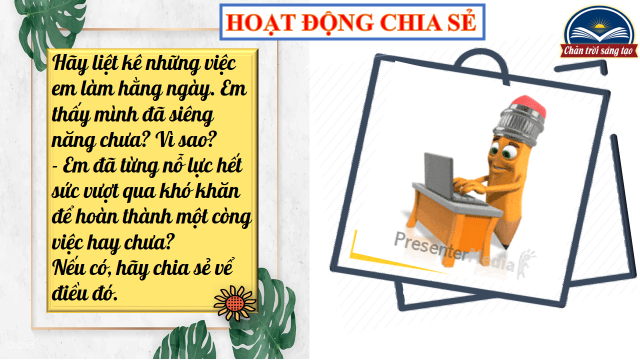 HOẠT ĐỘNG CHIA SẺ
Chân trời sáng tạo
Hãy liệt kê những việc
em làm hằng ngày. Em
thấy mình đã siêng
năng chưa? Vì sao?
- Em đã từng nỗ lực hết
sức vượt qua khó khăn
để hoàn thành một công
việc hay chưa?
Nếu có, hãy chia sẻ về
điều đó.
PresenterMedia